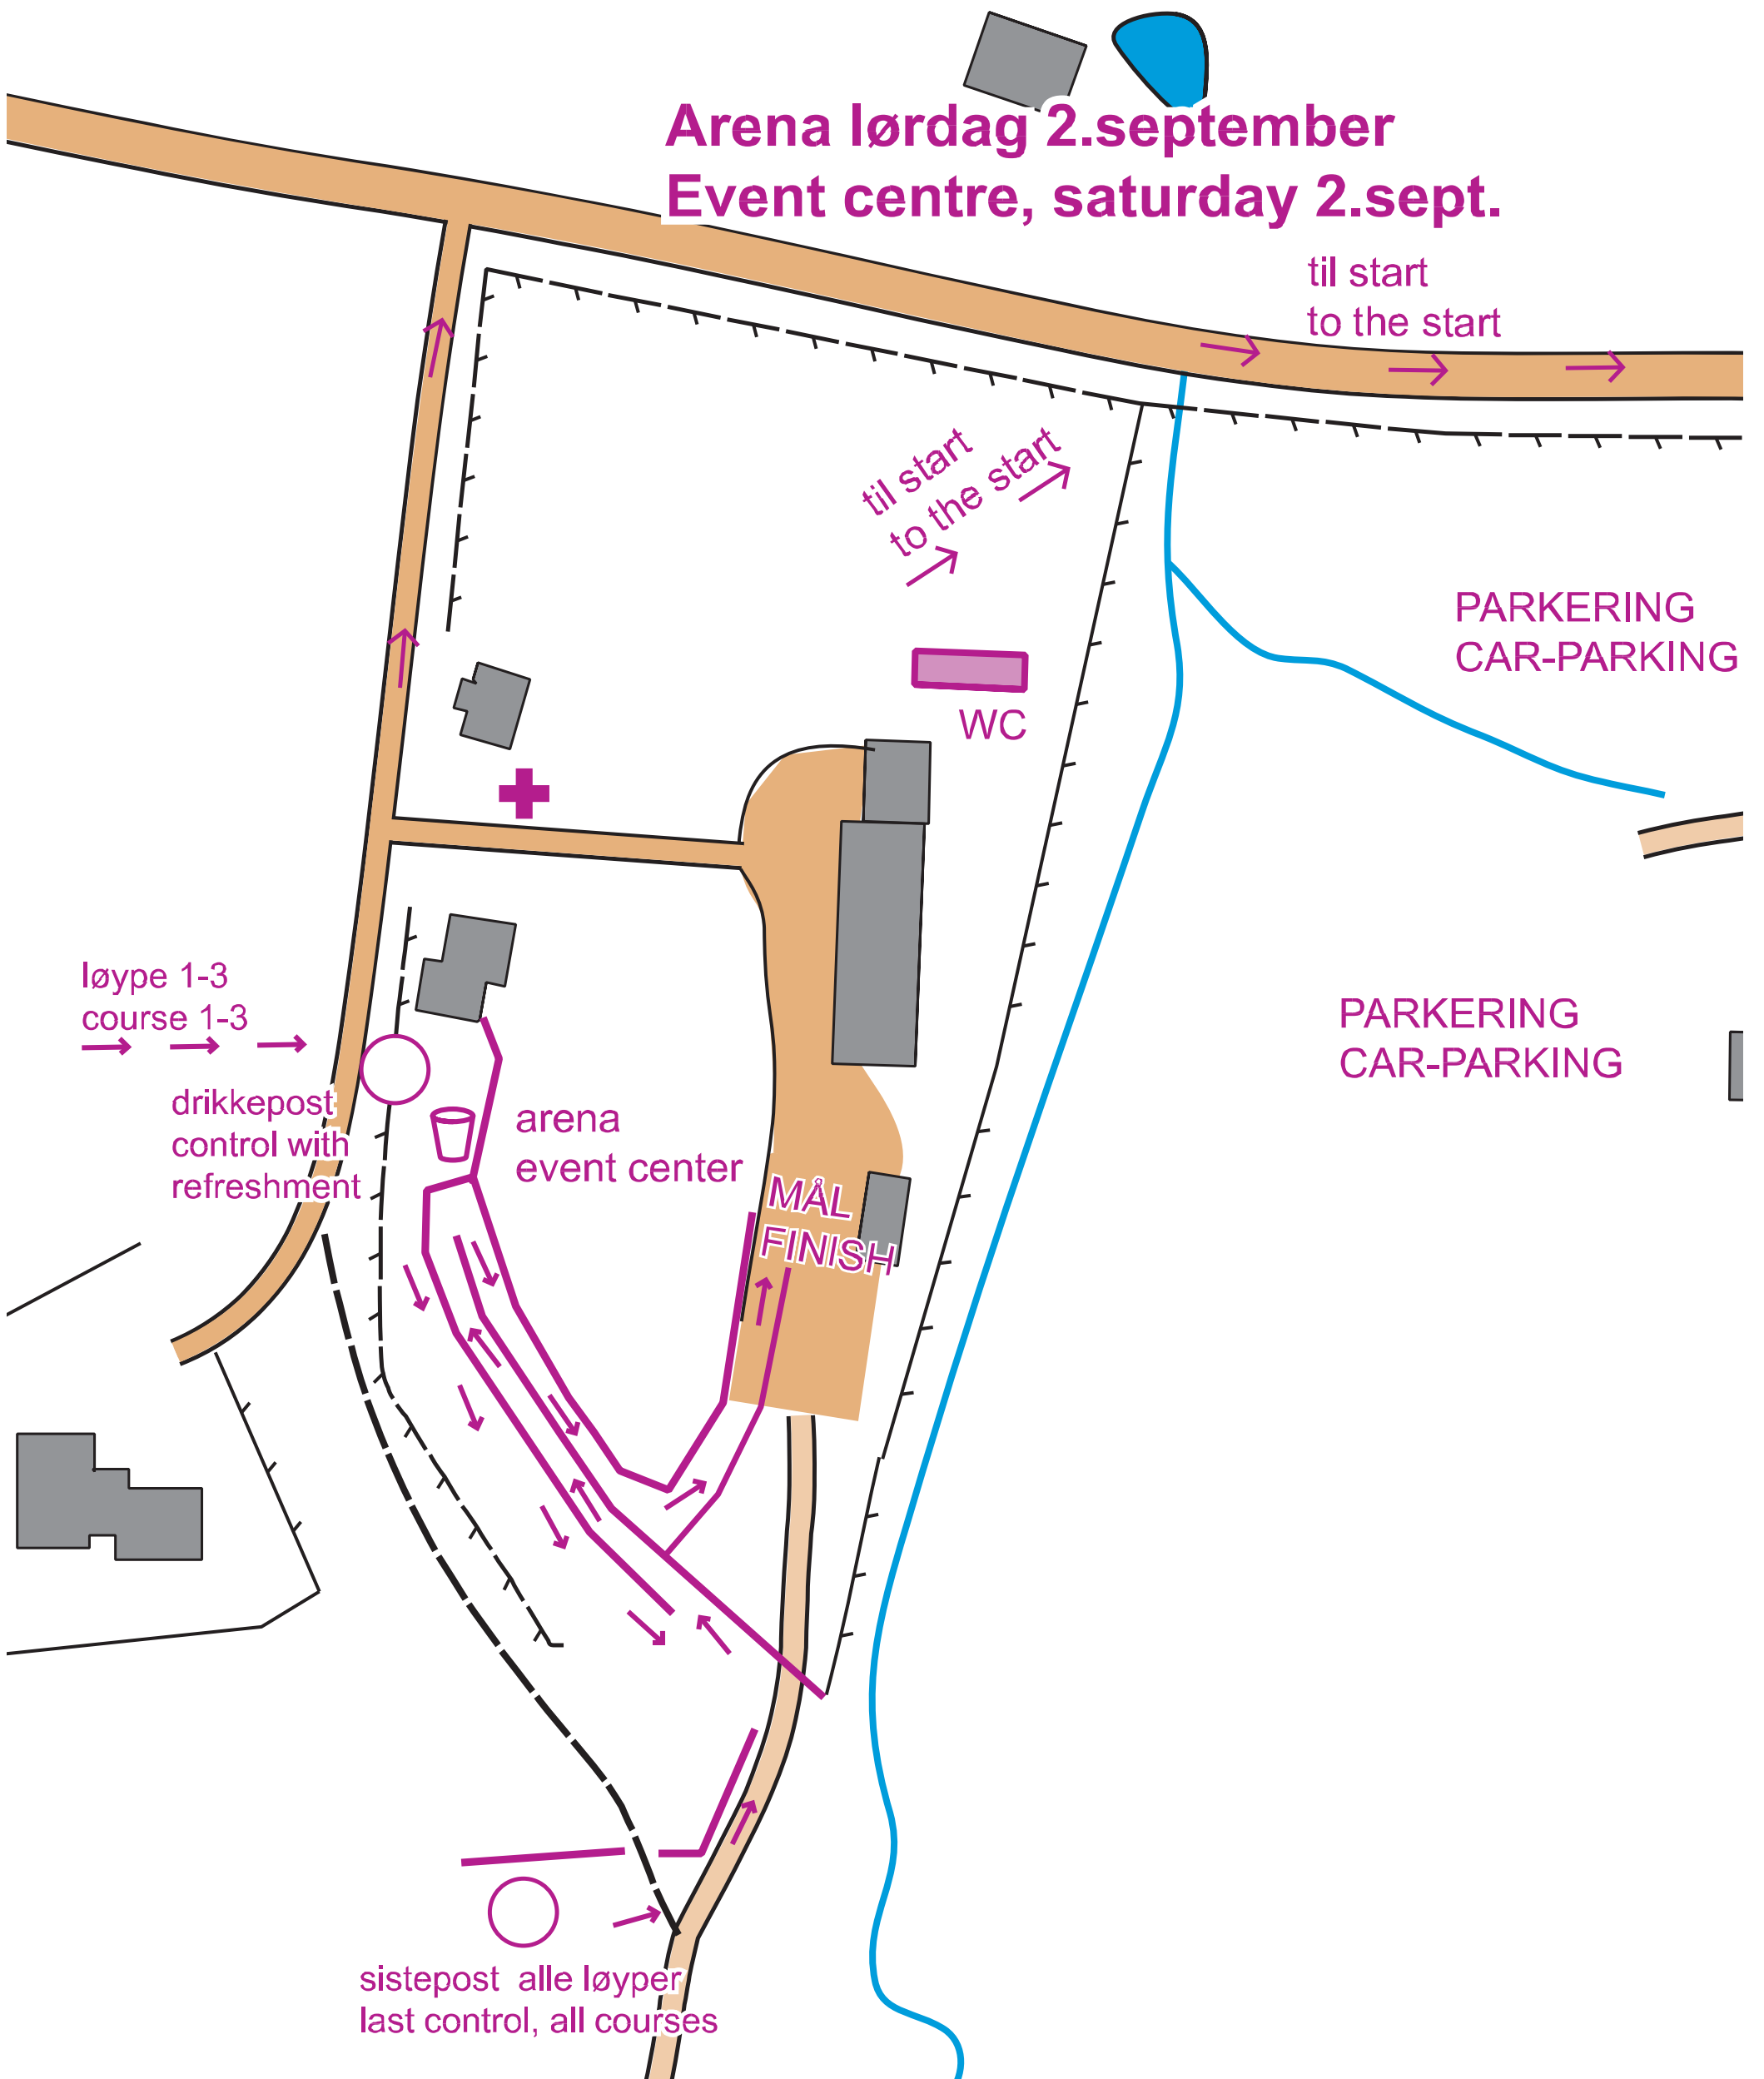 Arena lørdag 2.september
Event centre, saturday 2.sept.
til start
to the start
til start
to the start
PARKERING
CAR-PARKING
WC
løype 1-3
course 1-3
PARKERING
CAR-PARKING
drikkepost
control with
refreshment
arena
event center
MÅL
FINISH
sistepost alle løyper
last control, all courses